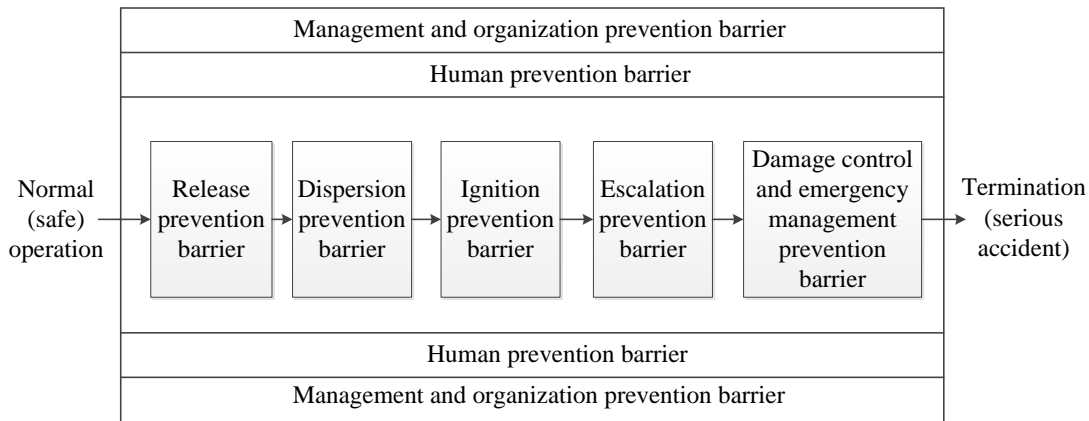 Management and organization prevention barrier
Human prevention barrier
Normal
(safe)
operation
Release
prevention
barrier
Dispersion
prevention
barrier
Ignition
prevention
barrier
Escalation
prevention
barrier
Damage control
and emergency
management
prevention
barrier
Termination
(serious
accident)
Human prevention barrier
Management and organization prevention barrier